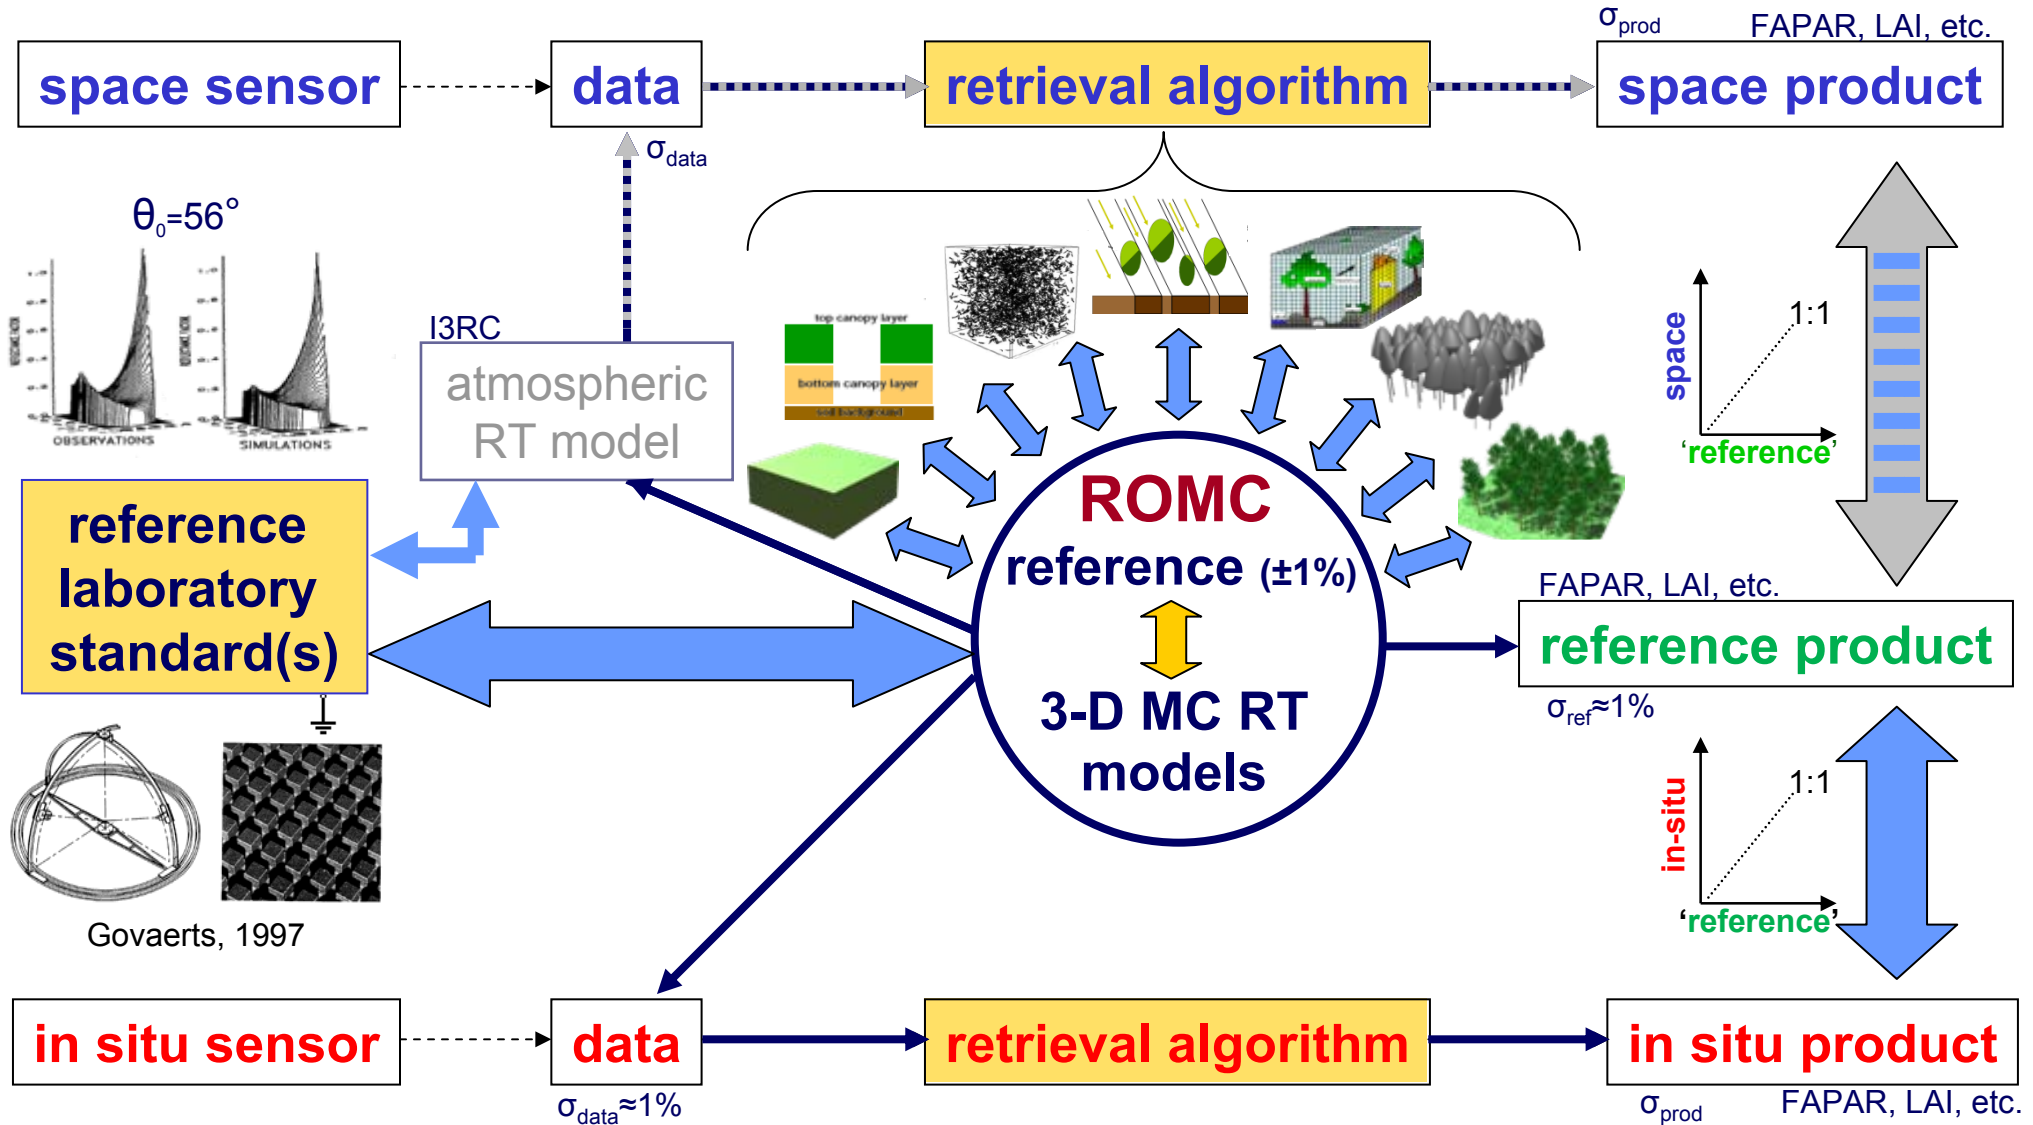 σprod FAPAR, LAI, etc.
space sensor
data
retrieval algorithm
space product
σdata
θ0=56°
OBSERVATIONS
SIMULATIONS
I3RC
atmospheric
RT model
top canopy layer
bottom canopy layer
soil background
1:1
space
'reference'
reference
laboratory
standard(s)
ROMC
reference (±1%)
3-D MC RT
models
FAPAR, LAI, etc.
reference product
σref≈1%
1:1
in-situ
'reference'
Govaerts, 1997
in situ sensor
data
retrieval algorithm
in situ product
σdata≈1%
σprod FAPAR, LAI, etc.